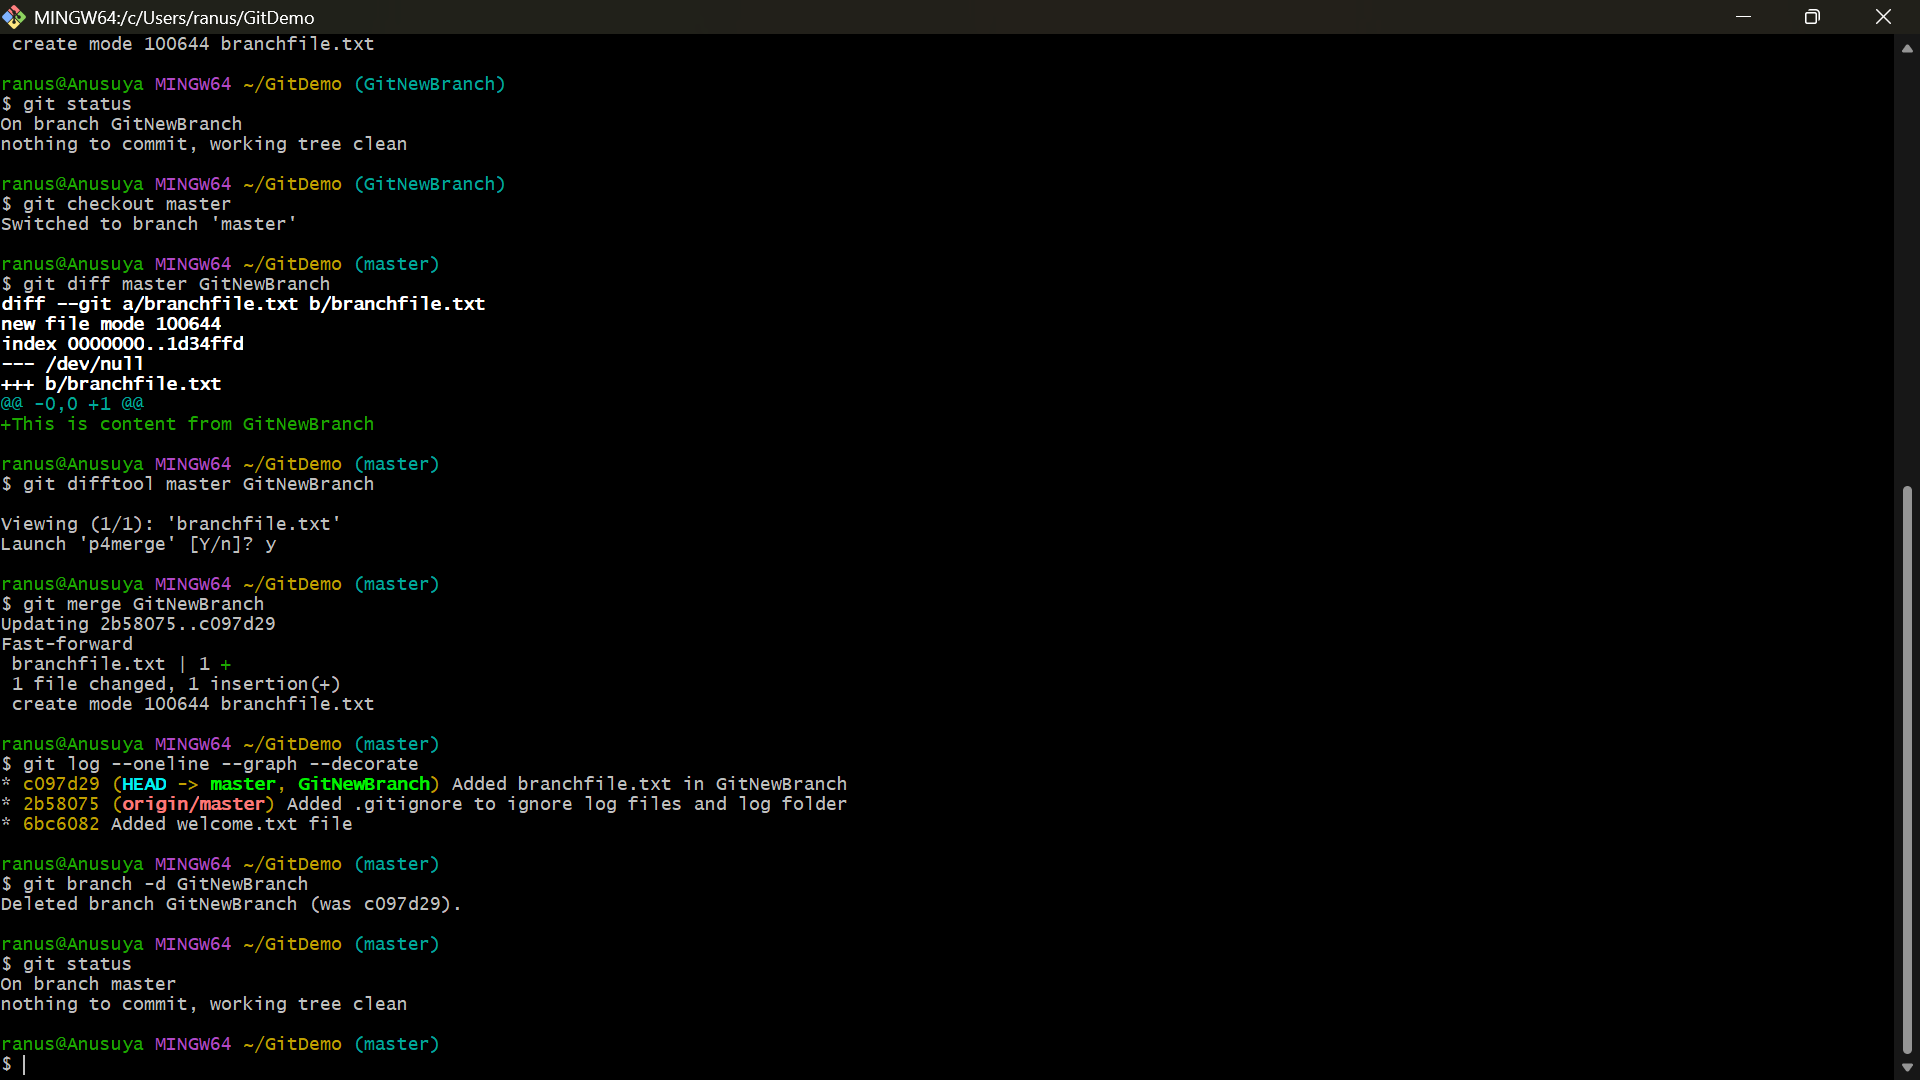 MINGW64:/c/Users/ranus/GitDemo
 create mode 100644 branchfile.txt
ranus@Anusuya MINGW64 ~/GitDemo (GitNewBranch)
$ git status
On branch GitNewBranch
nothing to commit, working tree clean
ranus@Anusuya MINGW64 ~/GitDemo (GitNewBranch)
$ git checkout master
Switched to branch 'master'
ranus@Anusuya MINGW64 ~/GitDemo (master)
$ git diff master GitNewBranch
diff --git a/branchfile.txt b/branchfile.txt
new file mode 100644
index 0000000..1d34ffd
--- /dev/null
+++ b/branchfile.txt
@@ -0,0 +1 @@
+This is content from GitNewBranch
ranus@Anusuya MINGW64 ~/GitDemo (master)
$ git difftool master GitNewBranch
Viewing (1/1): 'branchfile.txt'
Launch 'p4merge' [Y/n]? y
ranus@Anusuya MINGW64 ~/GitDemo (master)
$ git merge GitNewBranch
Updating 2b58075..c097d29
Fast-forward
 branchfile.txt | 1 +
 1 file changed, 1 insertion(+)
 create mode 100644 branchfile.txt
ranus@Anusuya MINGW64 ~/GitDemo (master)
$ git log --oneline --graph --decorate
* c097d29 (HEAD -> master, GitNewBranch) Added branchfile.txt in GitNewBranch
* 2b58075 (origin/master) Added .gitignore to ignore log files and log folder
* 6bc6082 Added welcome.txt file
ranus@Anusuya MINGW64 ~/GitDemo (master)
$ git branch -d GitNewBranch
Deleted branch GitNewBranch (was c097d29).
ranus@Anusuya MINGW64 ~/GitDemo (master)
$ git status
On branch master
nothing to commit, working tree clean
ranus@Anusuya MINGW64 ~/GitDemo (master)
$